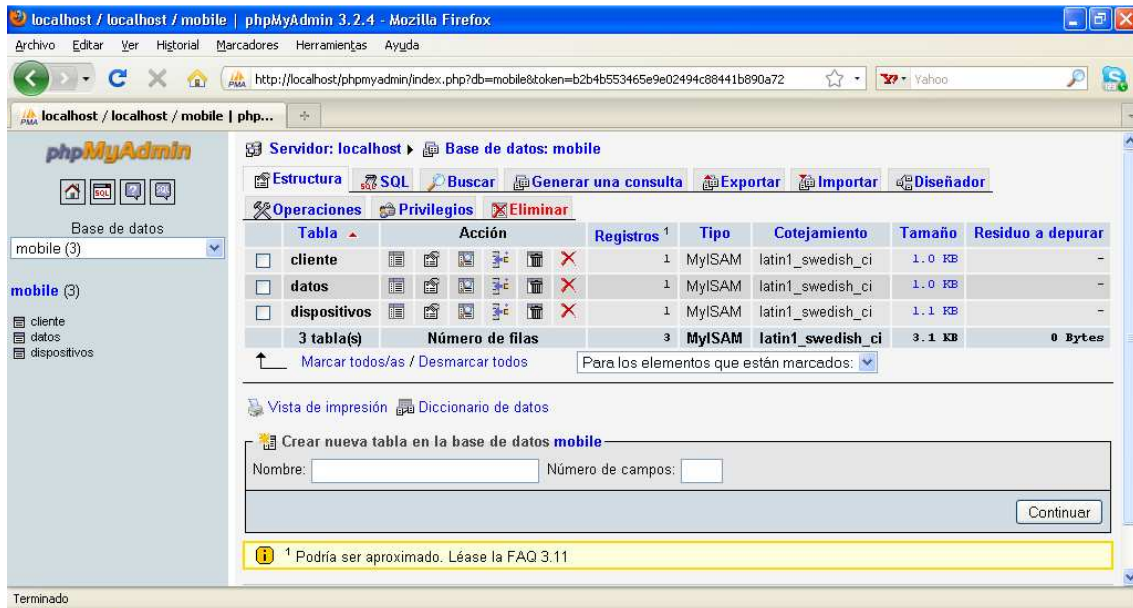 localhost / localhost / mobile | phpMyAdmin 3.2.4 - Mozilla Firefox
Archivo Editar Ver Historial Marcadores Herramientas Ayuda
http://localhost/phpmyadmin/index.php?db=mobile&token=b2b4b553465e9e02494c88441b890a72 Yahoo
localhost / localhost / mobile | php...
phpMyAdmin
Base de datos
mobile (3)
mobile (3)
cliente
datos
dispositivos
Servidor: localhost Base de datos: mobile
Estructura SQL Buscar Generar una consulta Exportar Importar Diseñador
Operaciones Privilegios Eliminar
Tabla Acción Registros 1 Tipo Cotejamiento Tamaño Residuo a depurar
cliente 1 MyISAM latin1_swedish_ci 1.0 KB -
datos 1 MyISAM latin1_swedish_ci 1.0 KB -
dispositivos 1 MyISAM latin1_swedish_ci 1.1 KB -
3 tabla(s) Número de filas 3 MyISAM latin1_swedish_ci 3.1 KB 0 Bytes
Marcar todos/as / Desmarcar todos Para los elementos que están marcados:
Vista de impresión Diccionario de datos
Crear nueva tabla en la base de datos mobile
Nombre: Número de campos:
Continuar
1 Podría ser aproximado. Léase la FAQ 3.11
Terminado